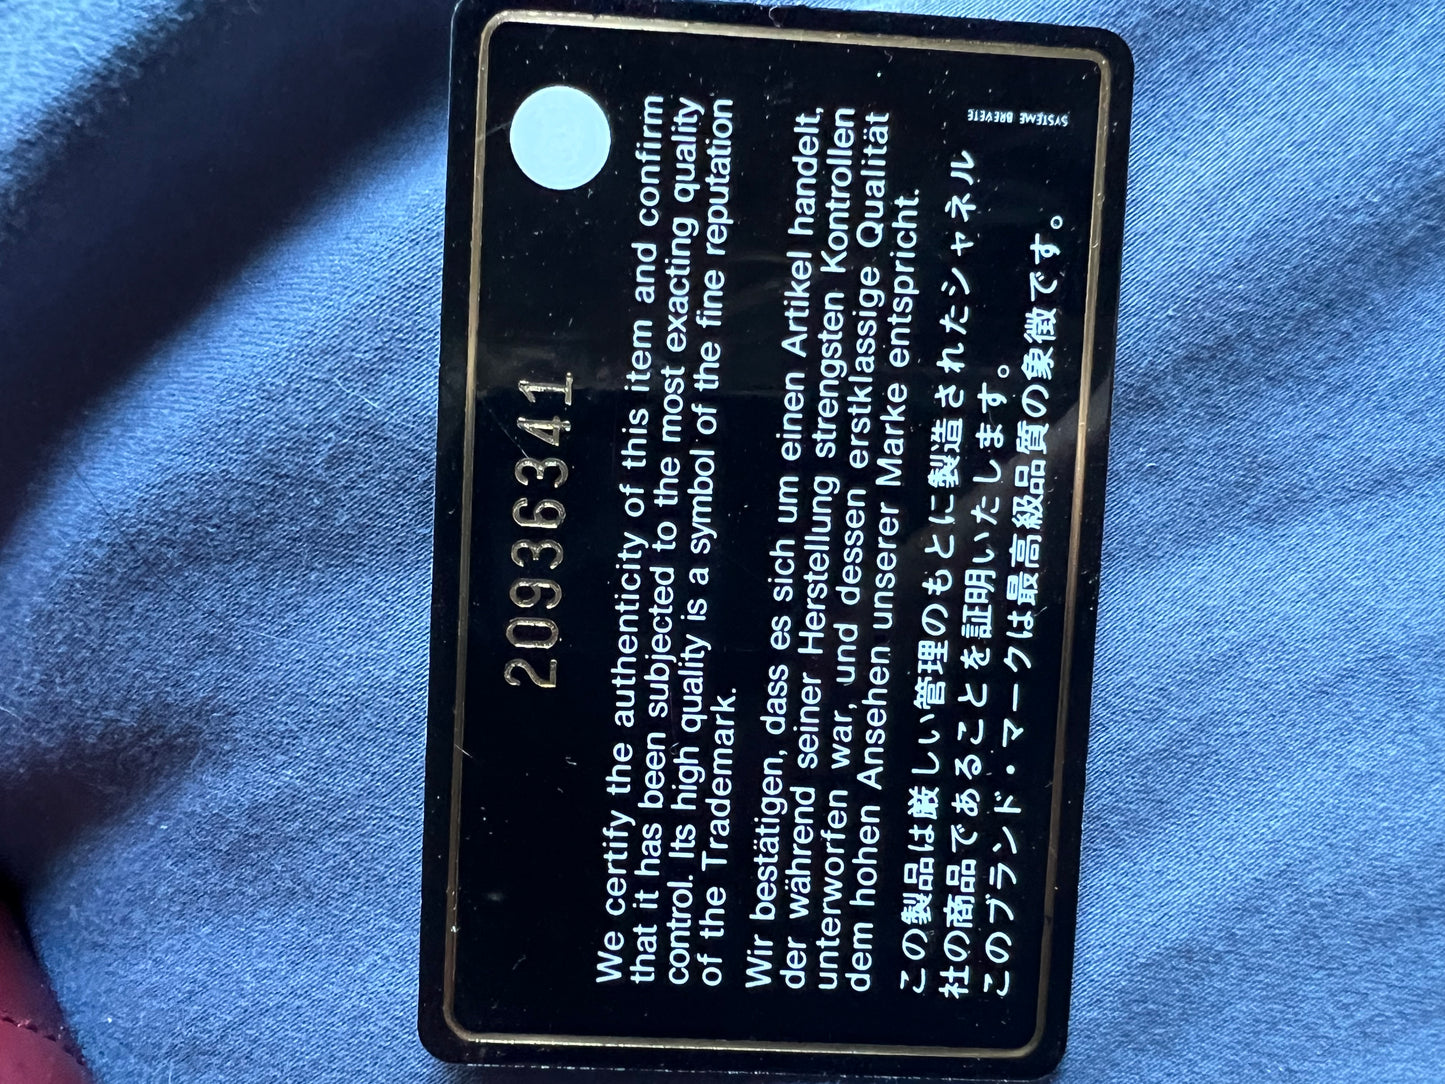 2093341
We certify the authenticity of this item and confirm
that it has been subjected to the most exacting quality
control. Its high quality is a symbol of the fine reputation
of the Trademark.
Wir bestätigen, dass es sich um einen Artikel handelt,
der während seiner Herstellung strengsten Kontrollen
unterworfen war, und dessen erstklassige Qualität
dem hohen Ansehen unserer Marke entspricht.
この製品は厳しい管理のもとに製造されたシャネル
社の商品であることを証明いたします。
このブランド・マークは最高級品質の象徴です。
SYSTEME BREVETE